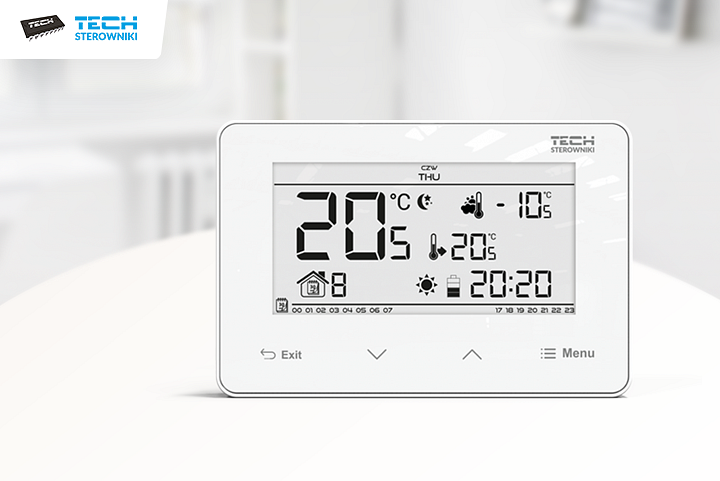 TECH
TECH
STEROWNIKI
TECH
STEROWNIKI
CZW
THU
20.5 °C
- 10.5 °C
20.5 °C
8
20:20
00 01 02 03 04 05 06 07 17 18 19 20 21 22 23
Exit
Menu